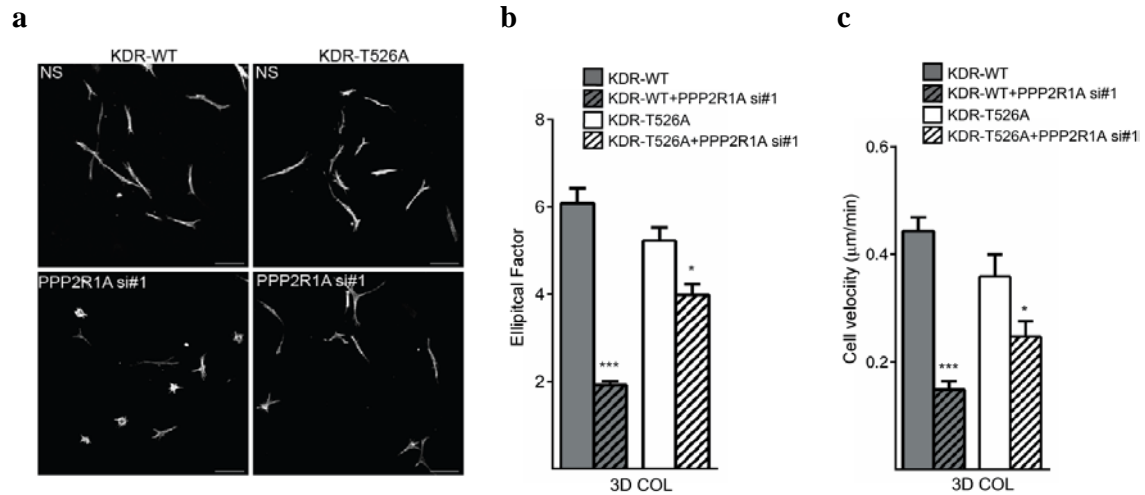 a
KDR-WT
KDR-T526A
NS
NS
PPP2R1A si#1
PPP2R1A si#1
b
KDR-WT
KDR-WT+PPP2R1A si#1
KDR-T526A
KDR-T526A+PPP2R1A si#1
Ellipitcal Factor
8
6
4
2
***
*
3D COL
c
KDR-WT
KDR-WT+PPP2R1A si#1
KDR-T526A
KDR-T526A+PPP2R1A si#1
Cell velociity (μm/min)
0.6
0.4
0.2
***
*
3D COL